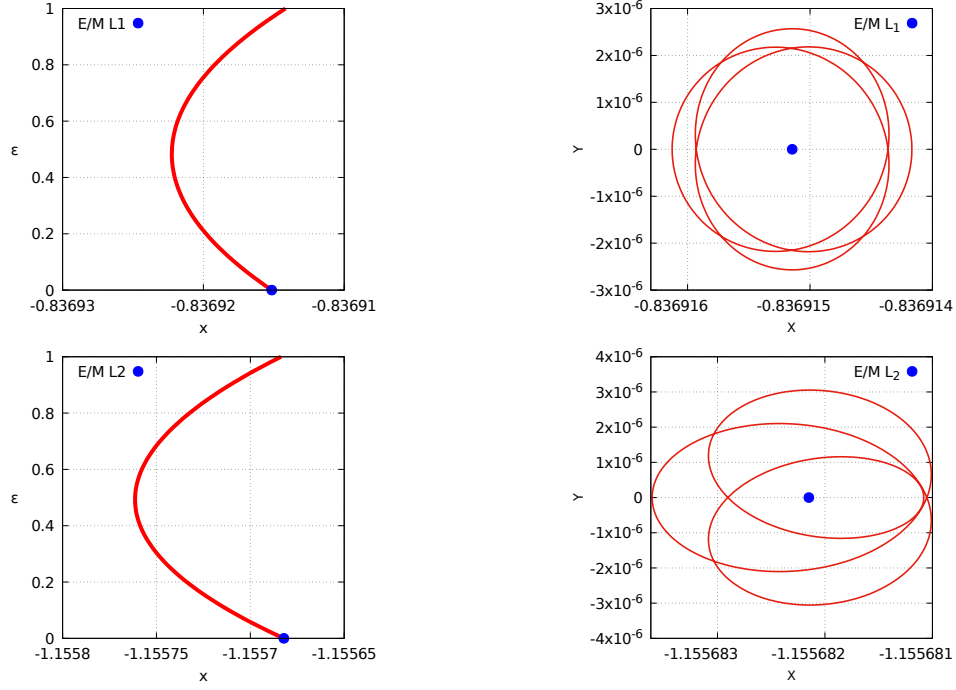 1
0.8
0.6
0.4
0.2
0
ε
E/M L1
-0.83693
-0.83692
-0.83691
x
3x10-6
2x10-6
1x10-6
0
-1x10-6
-2x10-6
-3x10-6
Y
E/M L1
-0.836916
-0.836915
-0.836914
X
1
0.8
0.6
0.4
0.2
0
ε
E/M L2
-1.1558
-1.15575
-1.1557
-1.15565
x
4x10-6
3x10-6
2x10-6
1x10-6
0
-1x10-6
-2x10-6
-3x10-6
-4x10-6
Y
E/M L2
-1.155683
-1.155682
-1.155681
X